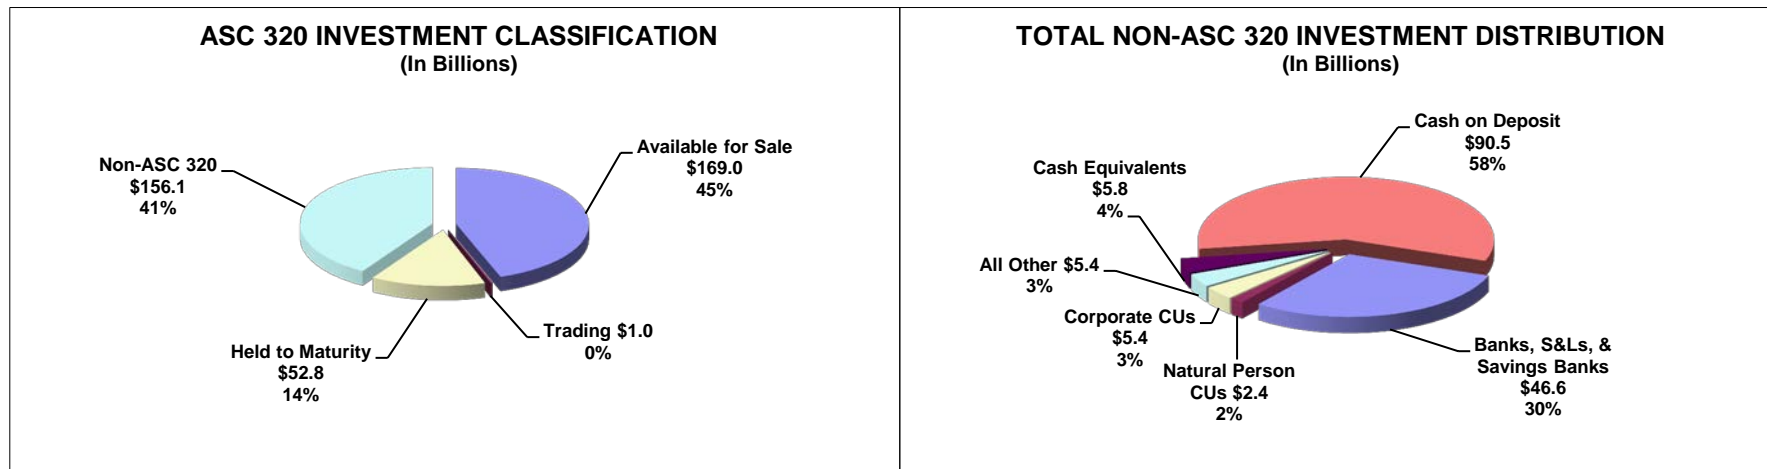 ASC 320 INVESTMENT CLASSIFICATION
(In Billions)
Non-ASC 320
$156.1
41%
Available for Sale
$169.0
45%
Held to Maturity
$52.8
14%
Trading $1.0
0%
TOTAL NON-ASC 320 INVESTMENT DISTRIBUTION
(In Billions)
Cash on Deposit
$90.5
58%
Cash Equivalents
$5.8
4%
All Other $5.4
3%
Corporate CUs
$5.4
3%
Natural Person
CUs $2.4
2%
Banks, S&Ls, &
Savings Banks
$46.6
30%